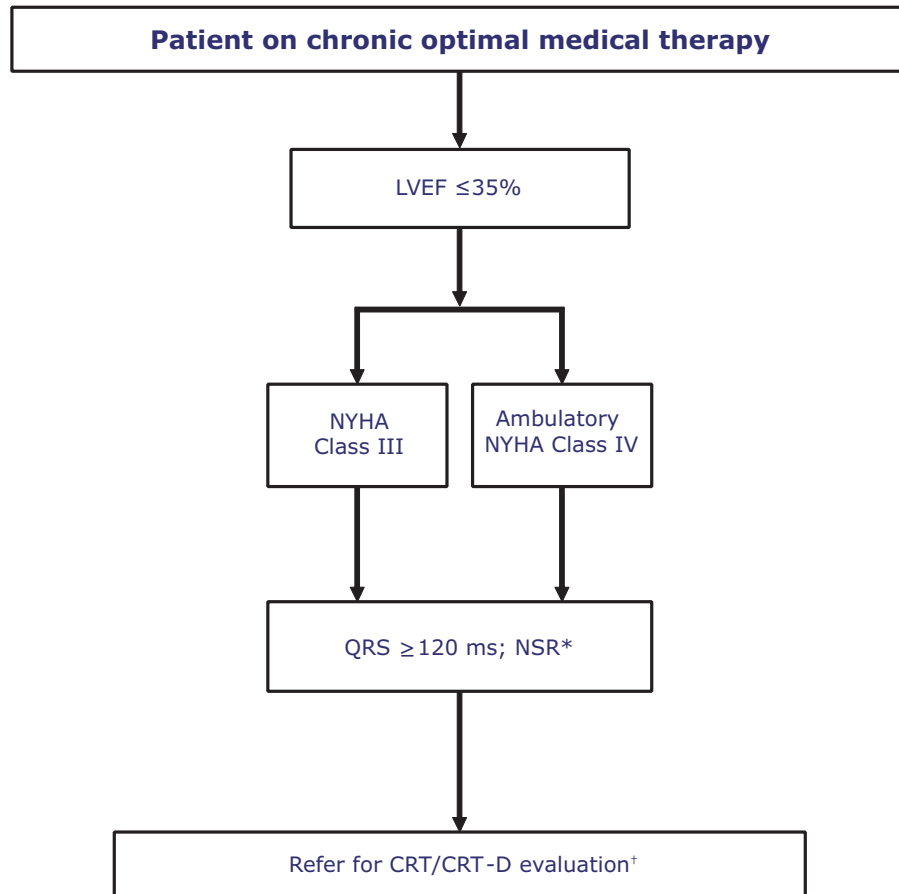 Patient on chronic optimal medical therapy
LVEF ≤35%
NYHA
Class III
Ambulatory
NYHA Class IV
QRS ≥120 ms; NSR*
Refer for CRT/CRT-D evaluation†